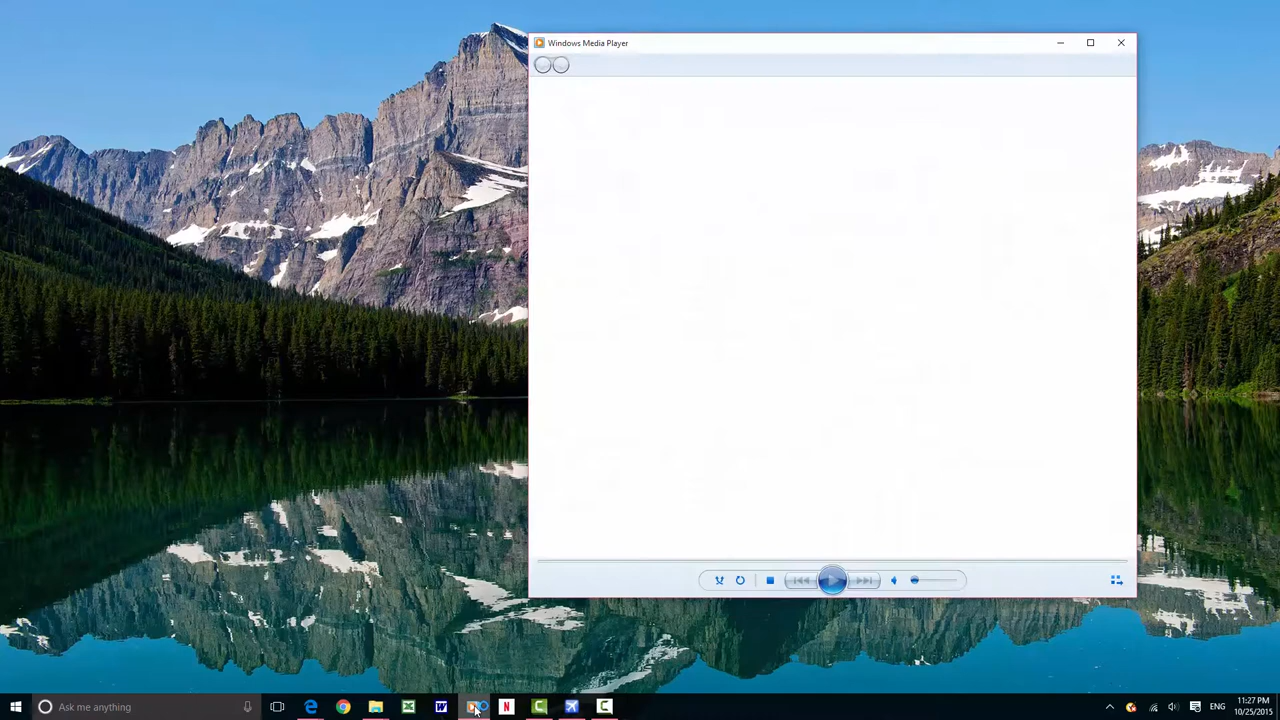 Windows Media Player
Ask me anything
W
N
C
C
ENG
11:27 PM
10/25/2015